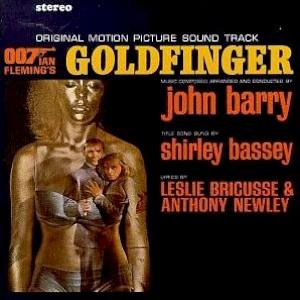 stereo
ORIGINAL MOTION PICTURE SOUND TRACK
007 IAN
FLEMING'S
GOLDFINGER
MUSIC COMPOSED ARRANGED AND CONDUCTED BY
john barry
TITLE SONG SUNG BY
shirley bassey
LYRICS BY
LESLIE BRICUSSE &
ANTHONY NEWLEY